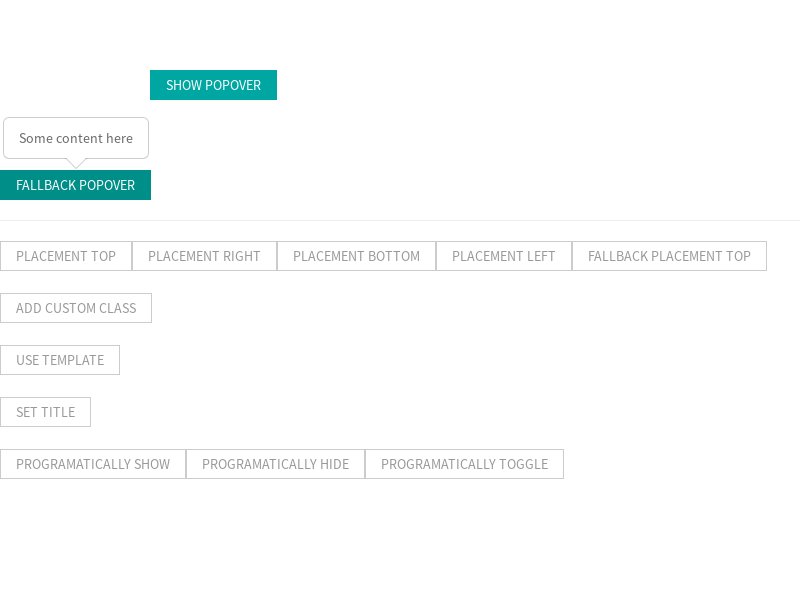 SHOW POPOVER
Some content here
FALLBACK POPOVER
PLACEMENT TOP PLACEMENT RIGHT PLACEMENT BOTTOM PLACEMENT LEFT FALLBACK PLACEMENT TOP
ADD CUSTOM CLASS
USE TEMPLATE
SET TITLE
PROGRAMATICALLY SHOW PROGRAMATICALLY HIDE PROGRAMATICALLY TOGGLE